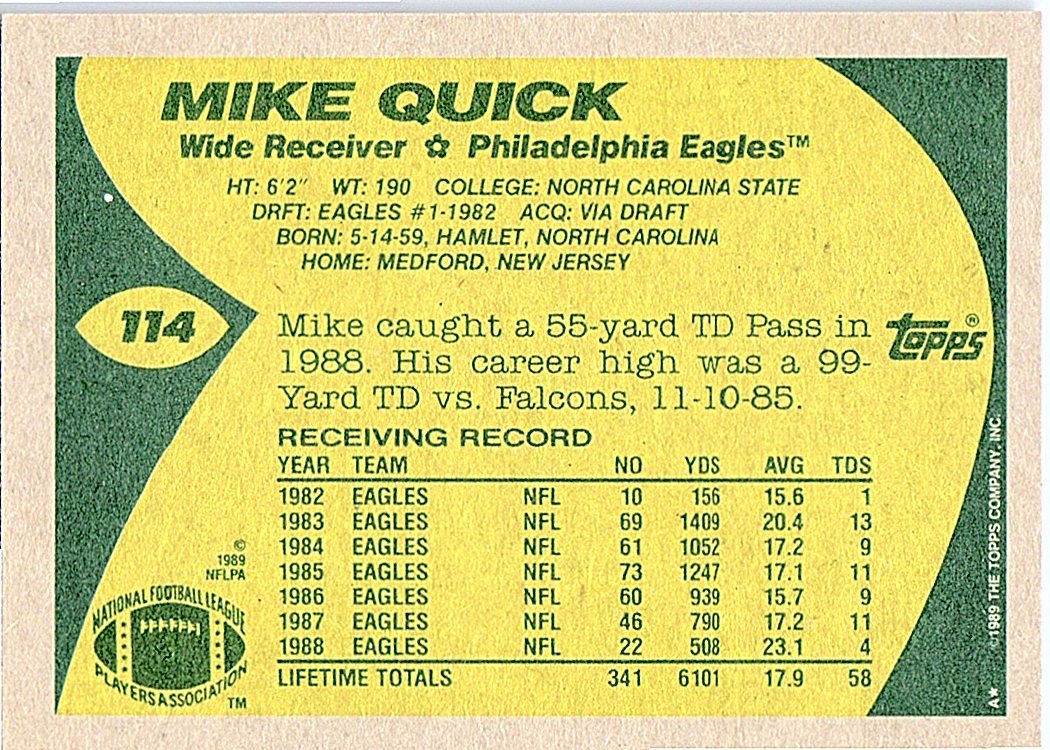 MIKE QUICK
Wide Receiver ✿ Philadelphia Eagles™
HT: 6'2" WT: 190 COLLEGE: NORTH CAROLINA STATE
DRFT: EAGLES #1-1982 ACQ: VIA DRAFT
BORN: 5-14-59, HAMLET, NORTH CAROLINA
HOME: MEDFORD, NEW JERSEY
114
Mike caught a 55-yard TD Pass in
1988. His career high was a 99-
Yard TD vs. Falcons, 11-10-85.
topps®
RECEIVING RECORD
YEAR TEAM NO YDS AVG TDS
1982 EAGLES NFL 10 156 15.6 1
1983 EAGLES NFL 69 1409 20.4 13
1984 EAGLES NFL 61 1052 17.2 9
1985 EAGLES NFL 73 1247 17.1 11
1986 EAGLES NFL 60 939 15.7 9
1987 EAGLES NFL 46 790 17.2 11
1988 EAGLES NFL 22 508 23.1 4
LIFETIME TOTALS 341 6101 17.9 58
©
1989
NFLPA
NATIONAL FOOTBALL LEAGUE
PLAYERS ASSOCIATION
TM
A* ©1989 THE TOPPS COMPANY, INC.